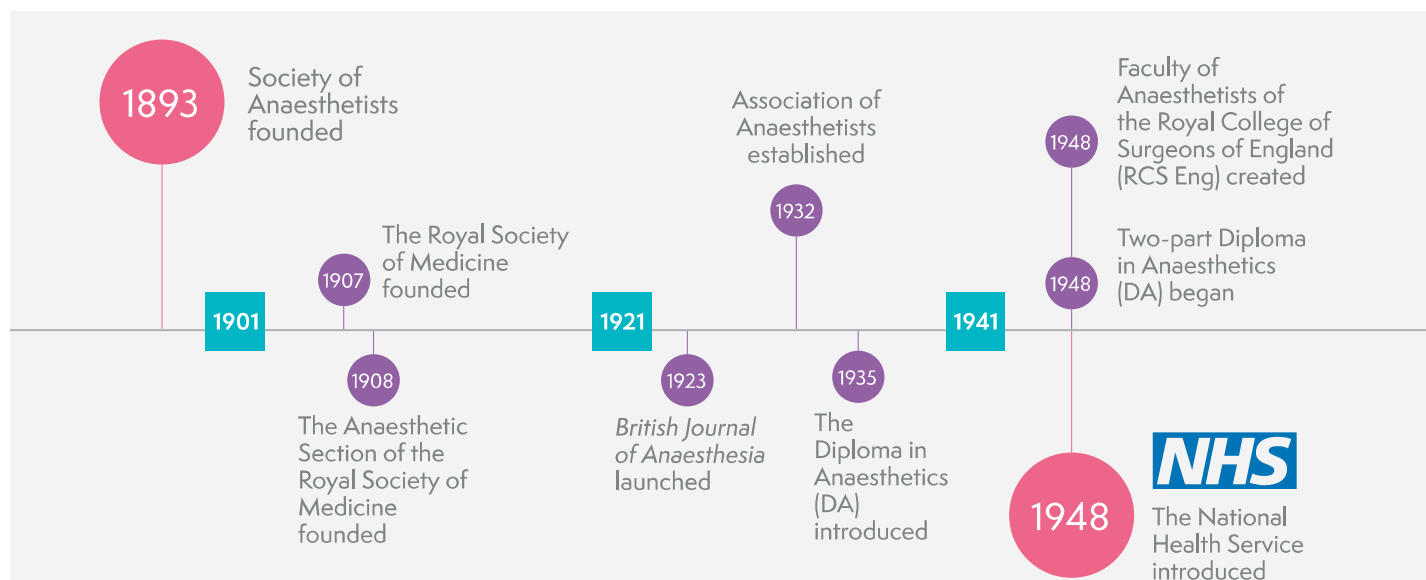 1893
Society of
Anaesthetists
founded
1901
1907
The Royal Society
of Medicine
founded
1908
The Anaesthetic
Section of the
Royal Society of
Medicine
founded
1921
1923
British Journal
of Anaesthesia
launched
Association of
Anaesthetists
established
1932
1935
The
Diploma in
Anaesthetics
(DA)
introduced
1941
1948
Faculty of
Anaesthetists of
the Royal College of
Surgeons of England
(RCS Eng) created
1948
Two-part Diploma
in Anaesthetics
(DA) began
1948
NHS
The National
Health Service
introduced